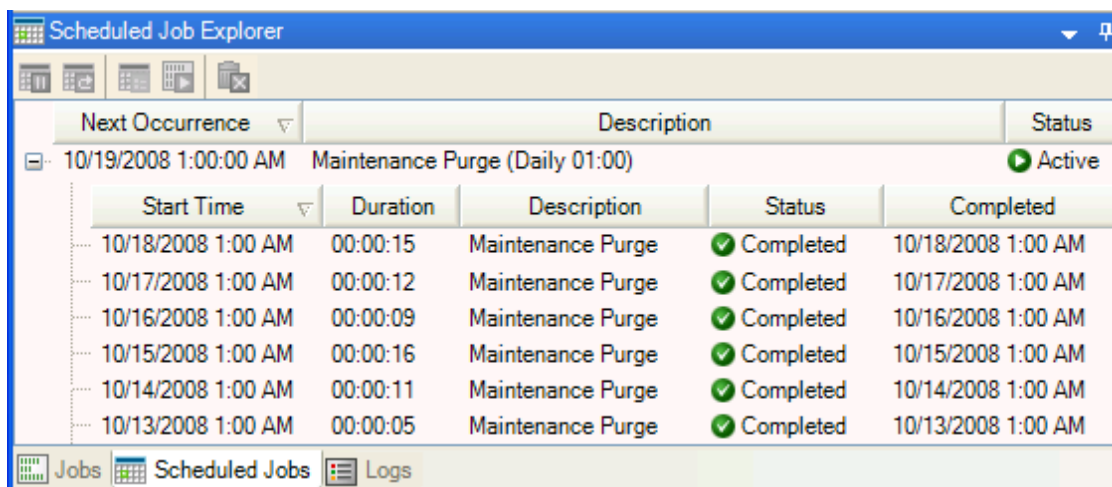 Scheduled Job Explorer
Next Occurrence Description Status
10/19/2008 1:00:00 AM Maintenance Purge (Daily 01:00) Active
Start Time Duration Description Status Completed
10/18/2008 1:00 AM 00:00:15 Maintenance Purge Completed 10/18/2008 1:00 AM
10/17/2008 1:00 AM 00:00:12 Maintenance Purge Completed 10/17/2008 1:00 AM
10/16/2008 1:00 AM 00:00:09 Maintenance Purge Completed 10/16/2008 1:00 AM
10/15/2008 1:00 AM 00:00:16 Maintenance Purge Completed 10/15/2008 1:00 AM
10/14/2008 1:00 AM 00:00:11 Maintenance Purge Completed 10/14/2008 1:00 AM
10/13/2008 1:00 AM 00:00:05 Maintenance Purge Completed 10/13/2008 1:00 AM
Jobs Scheduled Jobs Logs